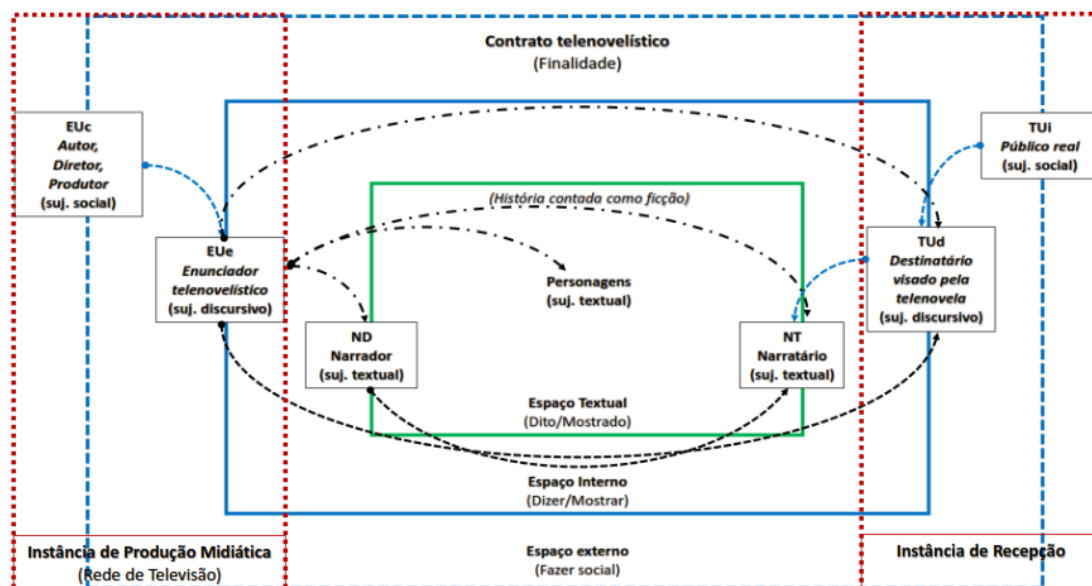 Contrato telenovelístico
(Finalidade)
EUc
Autor,
Diretor,
Produtor
(suj. social)
TUi
Público real
(suj. social)
(História contada como ficção)
EUe
Enunciador
telenovelístico
(suj. discursivo)
Personagens
(suj. textual)
TUd
Destinatário
visado pela
telenovela
(suj. discursivo)
ND
Narrador
(suj. textual)
NT
Narratário
(suj. textual)
Espaço Textual
(Dito/Mostrado)
Espaço Interno
(Dizer/Mostrar)
Instância de Produção Midiática
(Rede de Televisão)
Espaço externo
(Fazer social)
Instância de Recepção